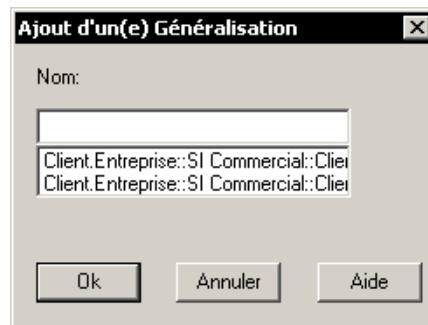 Ajout d'un(e) Généralisation
Nom:
Client.Entreprise::SI Commercial::Clie
Client.Entreprise::SI Commercial::Clie
Ok Annuler Aide